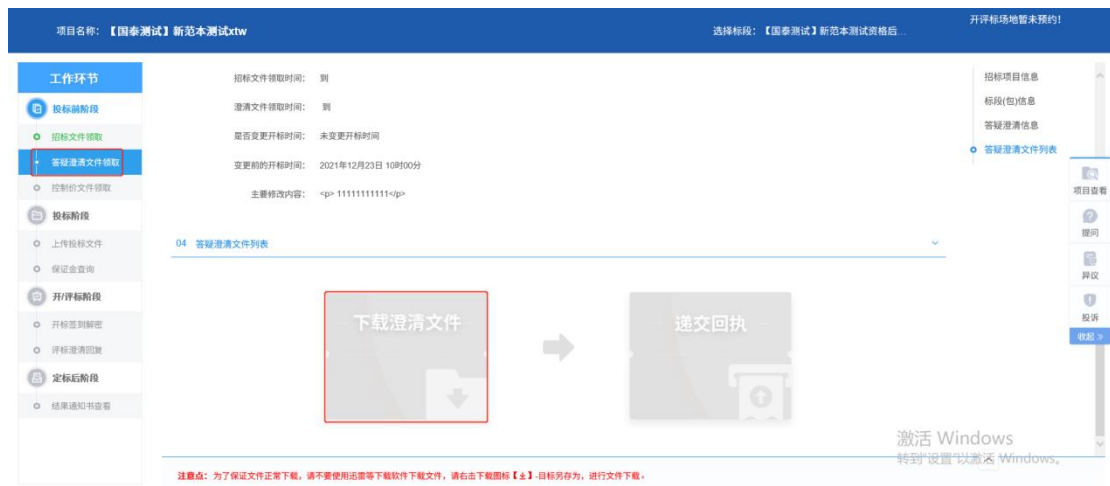 项目名称： 【国泰测试】新范本测试xtw
选择标段： 【国泰测试】新范本测试资格后...
开评标场地暂未预约！
工作环节
投标前阶段
招标文件领取
答疑澄清文件领取
控制价文件领取
投标阶段
上传投标文件
保证金查询
开/评标阶段
开标签到解密
评标澄清回复
定标后阶段
结果通知书查看
招标文件领取时间： 到
澄清文件领取时间： 到
是否变更开标时间： 未变更开标时间
变更前的开标时间： 2021年12月23日 10时00分
主要修改内容： <p> 11111111111</p>
04 答疑澄清文件列表
下载澄清文件
递交回执
招标项目信息
标段(包)信息
答疑澄清信息
答疑澄清文件列表
项目查看
提问
异议
投诉
收起 »
激活 Windows
转到"设置"以激活 Windows。
注意点：为了保证文件正常下载，请不要使用迅雷等下载软件下载文件，请右击下载图标【⤓】-目标另存为，进行文件下载。